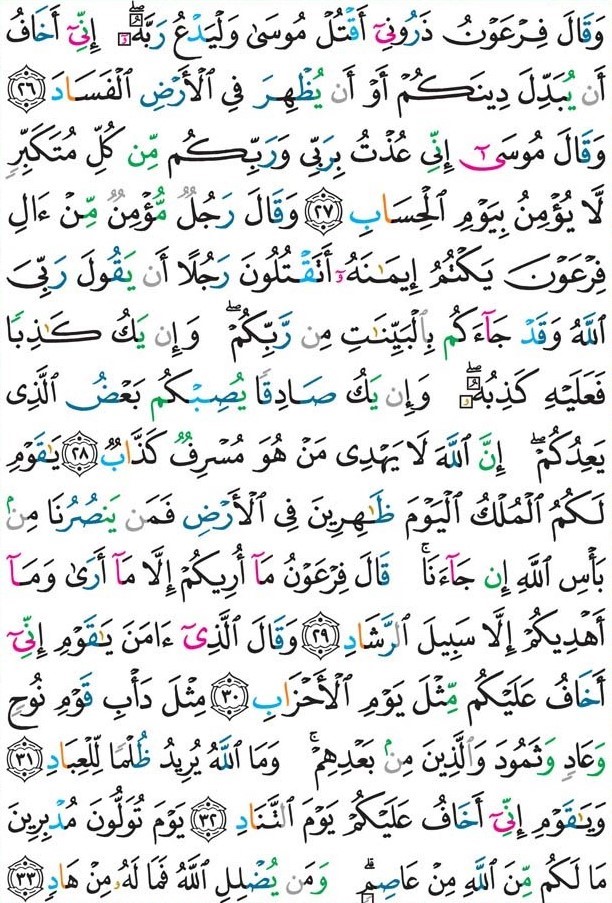 وَقَالَ فِرْعَوْنُ ذَرُونِيٓ أَقْتُلْ مُوسَىٰ وَلْيَدْعُ رَبَّهُۥٓۖ إِنِّيٓ أَخَافُ
أَن يُبَدِّلَ دِينَكُمْ أَوْ أَن يُظْهِرَ فِي ٱلْأَرْضِ ٱلْفَسَادَ ٢٦
وَقَالَ مُوسَىٰٓ إِنِّي عُذْتُ بِرَبِّي وَرَبِّكُم مِّن كُلِّ مُتَكَبِّرٍ
لَّا يُؤْمِنُ بِيَوْمِ ٱلْحِسَابِ ٢٧ وَقَالَ رَجُلٌ مُّؤْمِنٌ مِّنْ ءَالِ
فِرْعَوْنَ يَكْتُمُ إِيمَٰنَهُۥٓ أَتَقْتُلُونَ رَجُلًا أَن يَقُولَ رَبِّيَ
ٱللَّهُ وَقَدْ جَآءَكُم بِٱلْبَيِّنَٰتِ مِن رَّبِّكُمْۖ وَإِن يَكُ كَٰذِبًا
فَعَلَيْهِ كَذِبُهُۥۖ وَإِن يَكُ صَادِقًا يُصِبْكُم بَعْضُ ٱلَّذِي
يَعِدُكُمْۖ إِنَّ ٱللَّهَ لَا يَهْدِي مَنْ هُوَ مُسْرِفٌ كَذَّابٌ ٢٨ يَٰقَوْمِ
لَكُمُ ٱلْمُلْكُ ٱلْيَوْمَ ظَٰهِرِينَ فِي ٱلْأَرْضِ فَمَن يَنصُرُنَا مِنۢ
بَأْسِ ٱللَّهِ إِن جَآءَنَاۚ قَالَ فِرْعَوْنُ مَآ أُرِيكُمْ إِلَّا مَآ أَرَىٰ وَمَآ
أَهْدِيكُمْ إِلَّا سَبِيلَ ٱلرَّشَادِ ٢٩ وَقَالَ ٱلَّذِيٓ ءَامَنَ يَٰقَوْمِ إِنِّيٓ
أَخَافُ عَلَيْكُم مِّثْلَ يَوْمِ ٱلْأَحْزَابِ ٣٠ مِثْلَ دَأْبِ قَوْمِ نُوحٍ
وَعَادٍ وَثَمُودَ وَٱلَّذِينَ مِنۢ بَعْدِهِمْۚ وَمَا ٱللَّهُ يُرِيدُ ظُلْمًا لِّلْعِبَادِ ٣١
وَيَٰقَوْمِ إِنِّيٓ أَخَافُ عَلَيْكُمْ يَوْمَ ٱلتَّنَادِ ٣٢ يَوْمَ تُوَلُّونَ مُدْبِرِينَ
مَا لَكُم مِّنَ ٱللَّهِ مِنْ عَاصِمٍۗ وَمَن يُضْلِلِ ٱللَّهُ فَمَا لَهُۥ مِنْ هَادٍ ٣٣